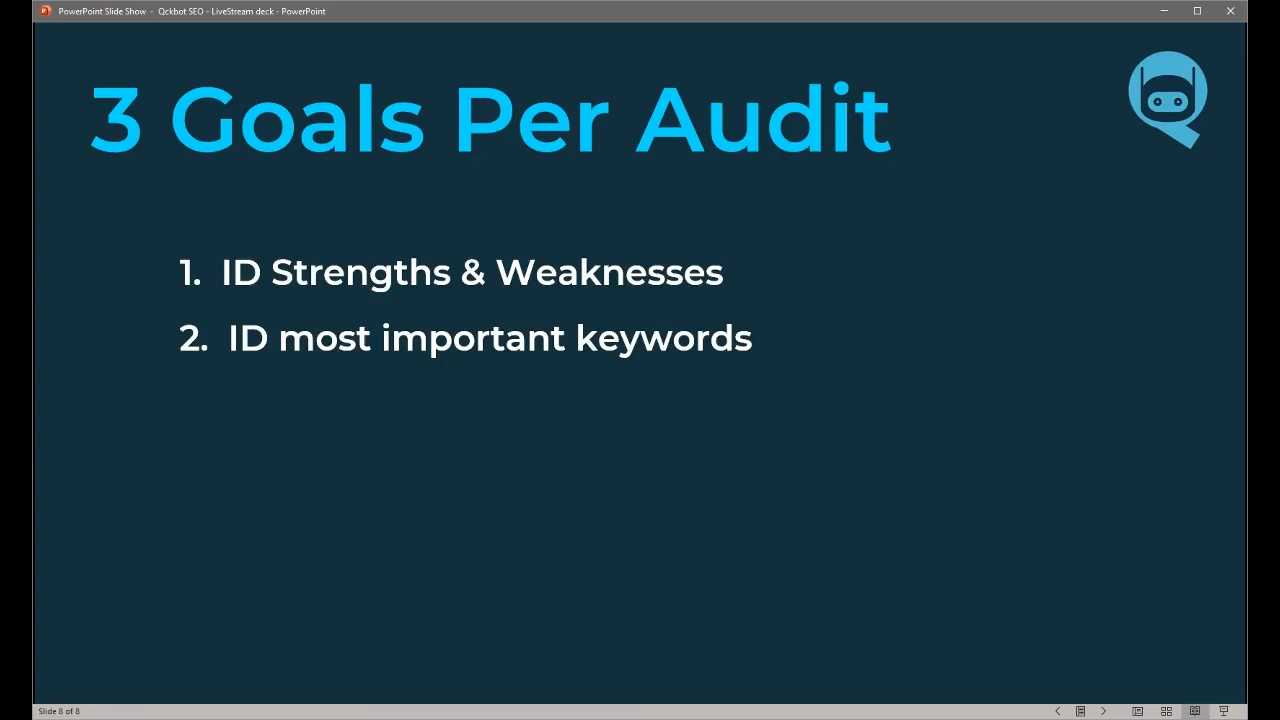 PowerPoint Slide Show - Qckbot SEO - LiveStream deck - PowerPoint
3 Goals Per Audit
1. ID Strengths & Weaknesses
2. ID most important keywords
Slide 8 of 8